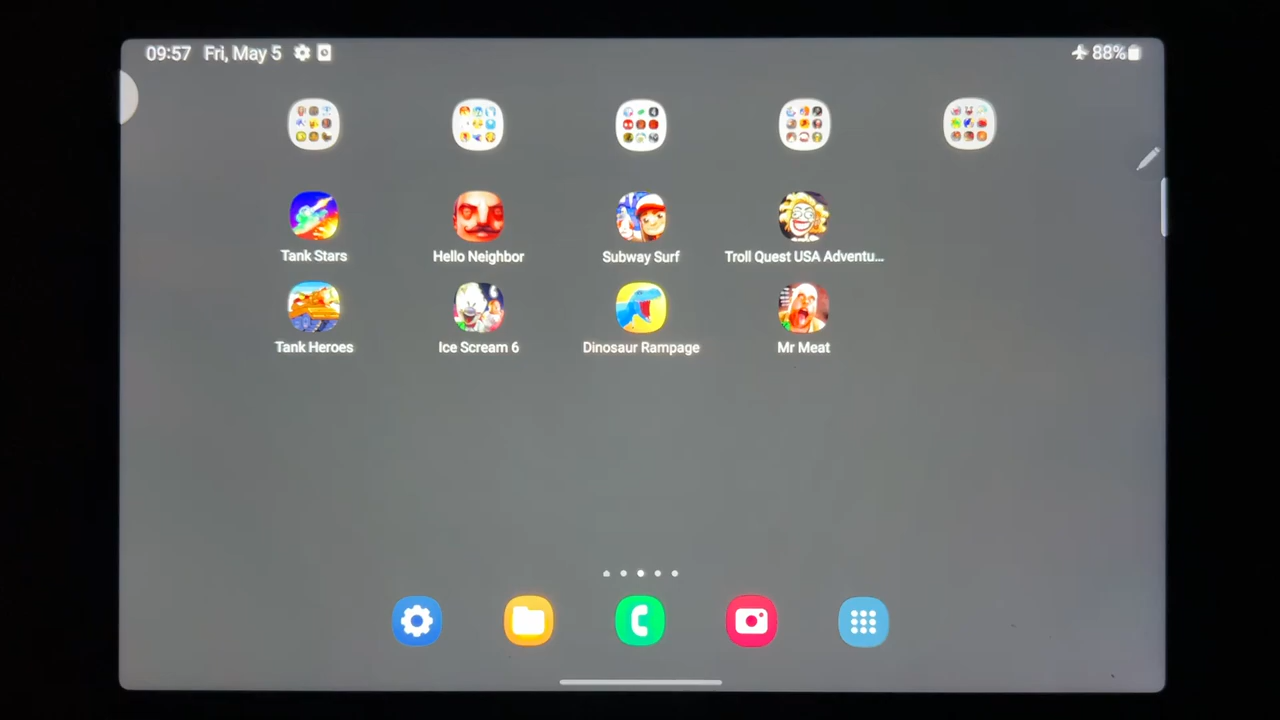 09:57 Fri, May 5 88%
Tank Stars Hello Neighbor Subway Surf Troll Quest USA Adventu...
Tank Heroes Ice Scream 6 Dinosaur Rampage Mr Meat